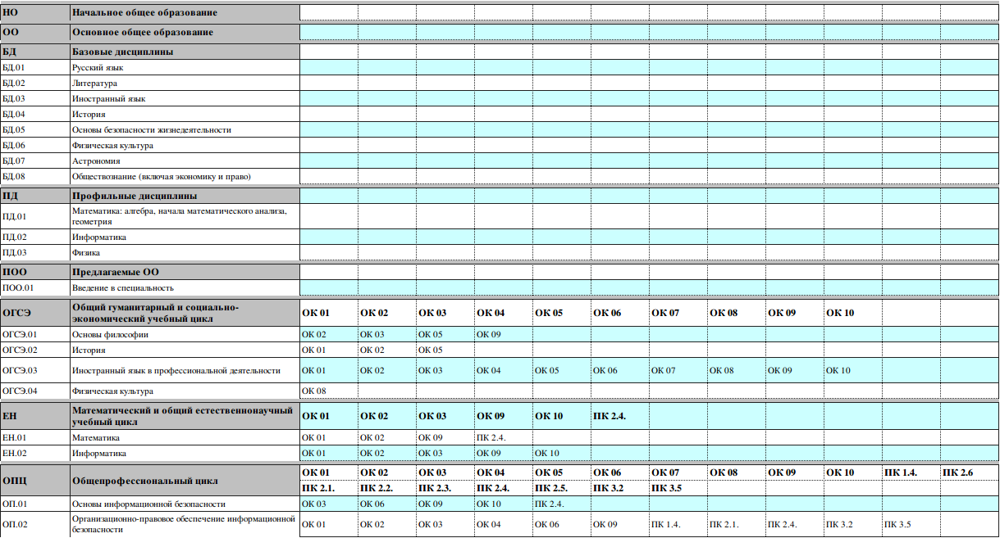 НО Начальное общее образование
ОО Основное общее образование
БД Базовые дисциплины
БД.01 Русский язык
БД.02 Литература
БД.03 Иностранный язык
БД.04 История
БД.05 Основы безопасности жизнедеятельности
БД.06 Физическая культура
БД.07 Астрономия
БД.08 Обществознание (включая экономику и право)
ПД Профильные дисциплины
ПД.01 Математика: алгебра, начала математического анализа,
геометрия
ПД.02 Информатика
ПД.03 Физика
ПОО Предлагаемые ОО
ПОО.01 Введение в специальность
ОГСЭ Общий гуманитарный и социально-
экономический учебный цикл ОК 01 ОК 02 ОК 03 ОК 04 ОК 05 ОК 06 ОК 07 ОК 08 ОК 09 ОК 10
ОГСЭ.01 Основы философии ОК 02 ОК 03 ОК 05 ОК 09
ОГСЭ.02 История ОК 01 ОК 02 ОК 05
ОГСЭ.03 Иностранный язык в профессиональной деятельности ОК 01 ОК 02 ОК 03 ОК 04 ОК 05 ОК 06 ОК 07 ОК 08 ОК 09 ОК 10
ОГСЭ.04 Физическая культура ОК 08
ЕН Математический и общий естественнонаучный
учебный цикл ОК 01 ОК 02 ОК 03 ОК 09 ОК 10 ПК 2.4.
ЕН.01 Математика ОК 01 ОК 02 ОК 09 ПК 2.4.
ЕН.02 Информатика ОК 01 ОК 02 ОК 03 ОК 09 ОК 10
ОПЦ Общепрофессиональный цикл ОК 01 ОК 02 ОК 03 ОК 04 ОК 05 ОК 06 ОК 07 ОК 08 ОК 09 ОК 10 ПК 1.4. ПК 2.6
ПК 2.1. ПК 2.2. ПК 2.3. ПК 2.4. ПК 2.5. ПК 3.2 ПК 3.5
ОП.01 Основы информационной безопасности ОК 03 ОК 06 ОК 09 ОК 10 ПК 2.4.
ОП.02 Организационно-правовое обеспечение информационной
безопасности ОК 01 ОК 02 ОК 03 ОК 04 ОК 06 ОК 09 ПК 1.4. ПК 2.1. ПК 2.4. ПК 3.2 ПК 3.5